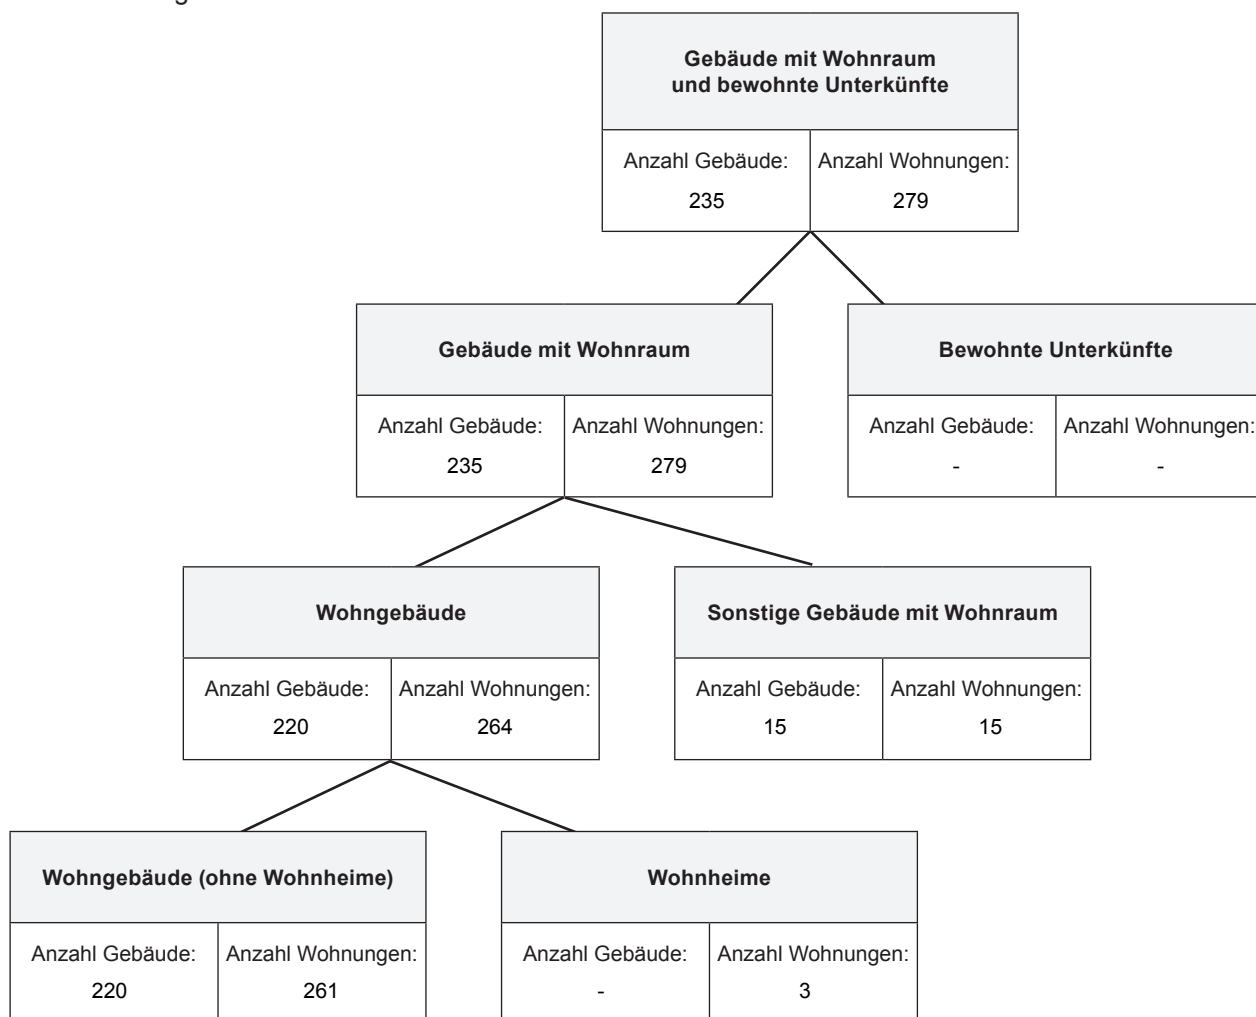 Gebäude mit Wohnraum
und bewohnte Unterkünfte
Anzahl Gebäude: Anzahl Wohnungen:
235 279
Gebäude mit Wohnraum Bewohnte Unterkünfte
Anzahl Gebäude: Anzahl Wohnungen: Anzahl Gebäude: Anzahl Wohnungen:
235 279 - -
Wohngebäude Sonstige Gebäude mit Wohnraum
Anzahl Gebäude: Anzahl Wohnungen: Anzahl Gebäude: Anzahl Wohnungen:
220 264 15 15
Wohngebäude (ohne Wohnheime) Wohnheime
Anzahl Gebäude: Anzahl Wohnungen: Anzahl Gebäude: Anzahl Wohnungen:
220 261 - 3